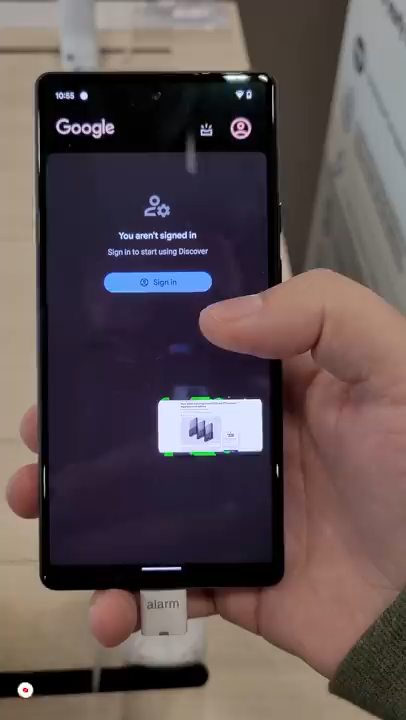 10:55
Google
You aren't signed in
Sign in to start using Discover
Sign in
alarm